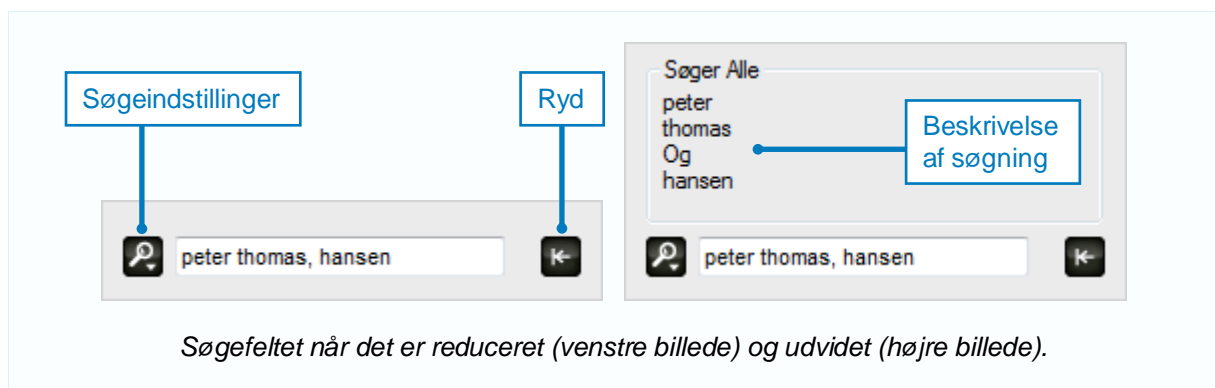 Søgeindstillinger
Ryd
peter thomas, hansen
Søger Alle
peter
thomas
Og
hansen
Beskrivelse
af søgning
peter thomas, hansen
Søgefeltet når det er reduceret (venstre billede) og udvidet (højre billede).